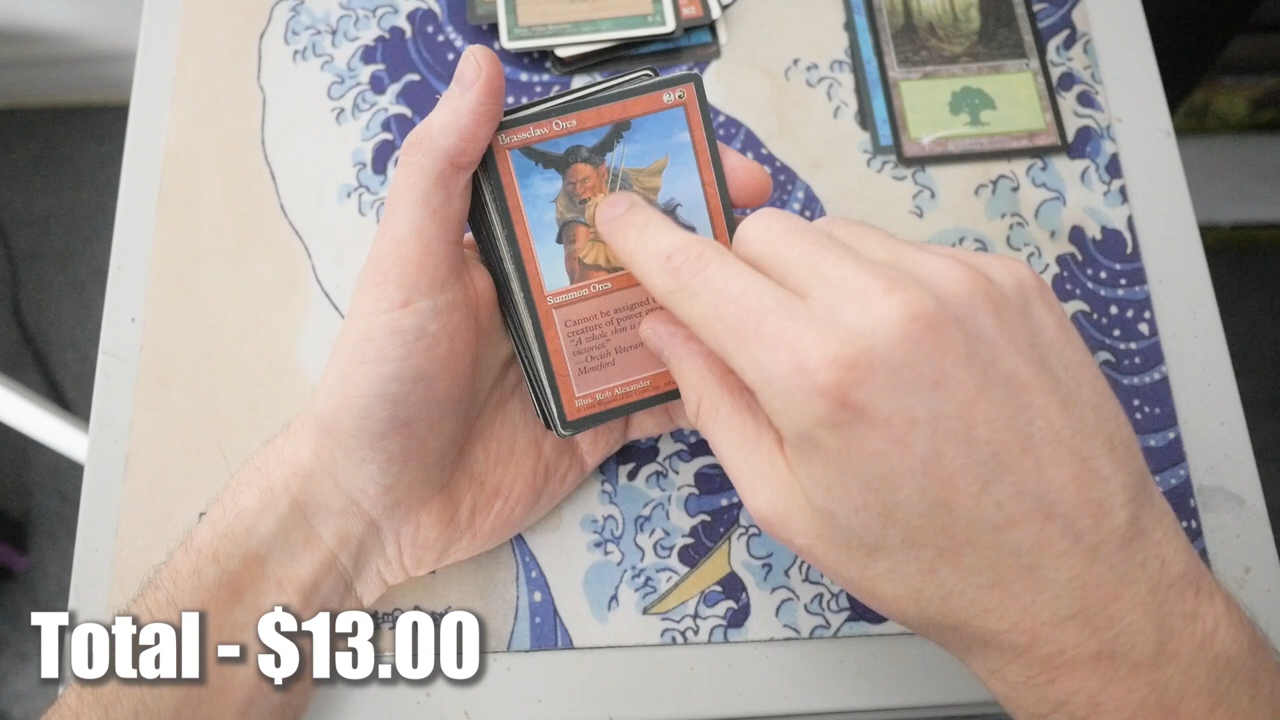 Brassclaw Orcs
2
Summon Orcs
Cannot be assigned
creature of power
"A whole skin is
victories."
—Orcish Veteran
Montford
Illus. Rob Alexander
Total - $13.00